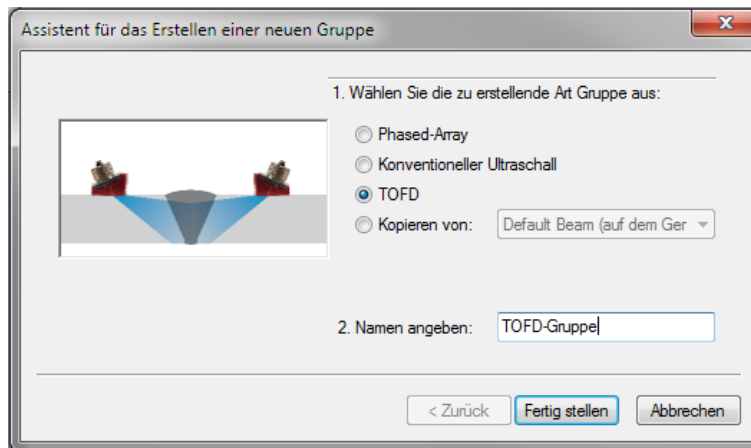 Assistent für das Erstellen einer neuen Gruppe
1. Wählen Sie die zu erstellende Art Gruppe aus:
Phased-Array
Konventioneller Ultraschall
TOFD
Kopieren von: Default Beam (auf dem Ger
2. Namen angeben: TOFD-Gruppe
< Zurück Fertig stellen Abbrechen